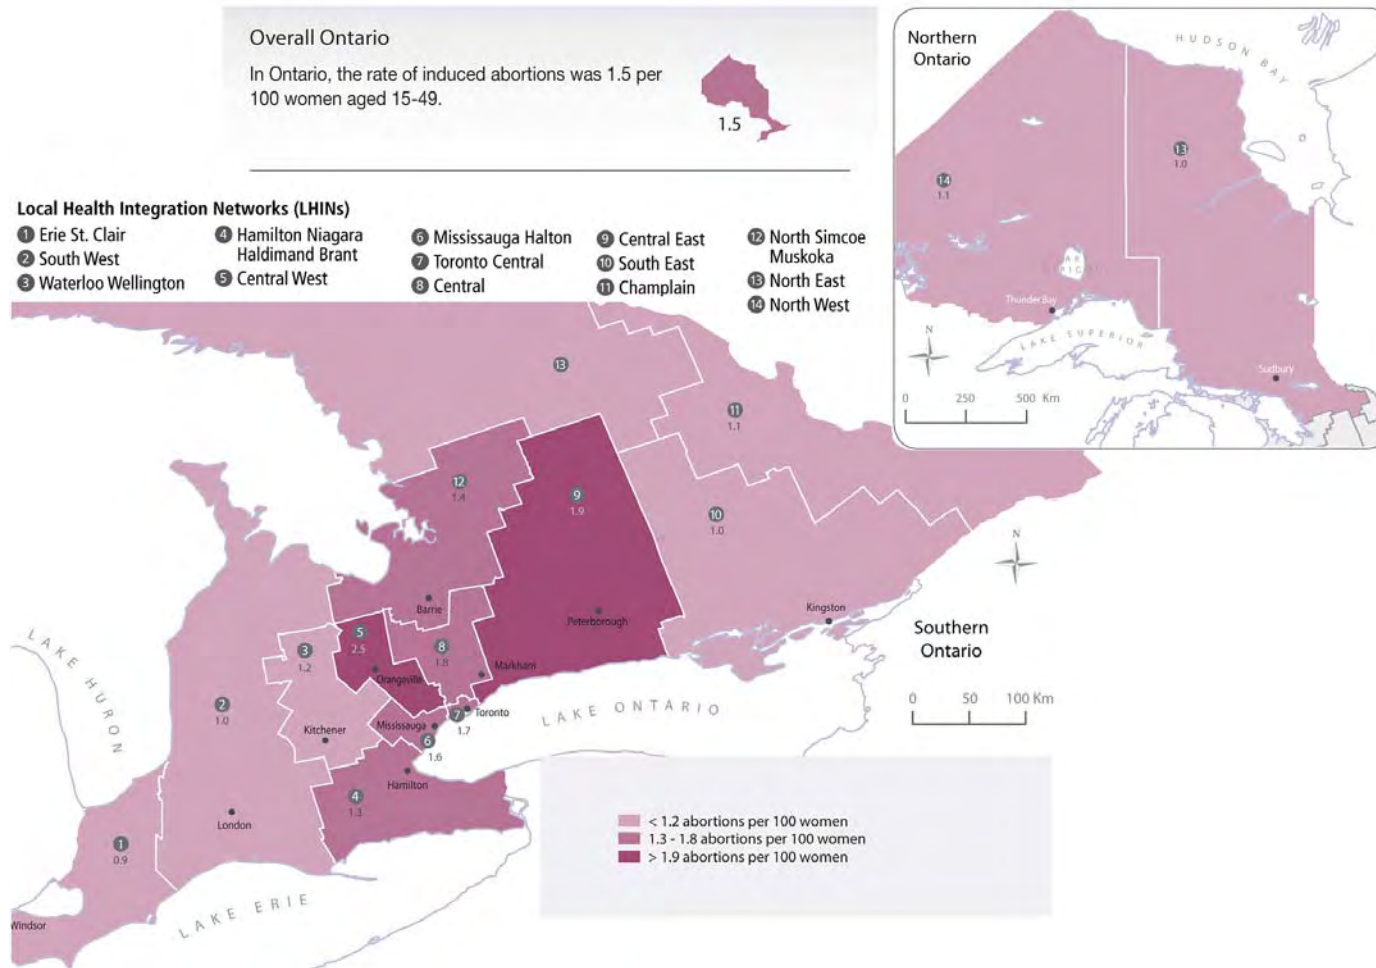 Overall Ontario
In Ontario, the rate of induced abortions was 1.5 per
100 women aged 15-49.
1.5
Local Health Integration Networks (LHINs)
1 Erie St. Clair
2 South West
3 Waterloo Wellington
4 Hamilton Niagara
Haldimand Brant
5 Central West
6 Mississauga Halton
7 Toronto Central
8 Central
9 Central East
10 South East
11 Champlain
12 North Simcoe
Muskoka
13 North East
14 North West
Northern
Ontario
HUDSON BAY
13
1.0
14
1.1
Thunder Bay
LAKE SUPERIOR
Sudbury
N
0 250 500 Km
13
11
1.1
12
1.4
9
1.9
10
1.0
N
Barrie
Peterborough
Kingston
Southern
Ontario
0 50 100 Km
5
2.5
Orangeville
8
1.8
Markham
3
1.2
Kitchener
2
1.0
LAKE HURON
Mississauga
7
Toronto
1.7
6
1.6
LAKE ONTARIO
Hamilton
4
1.3
London
1
0.9
Windsor
LAKE ERIE
< 1.2 abortions per 100 women
1.3 - 1.8 abortions per 100 women
> 1.9 abortions per 100 women